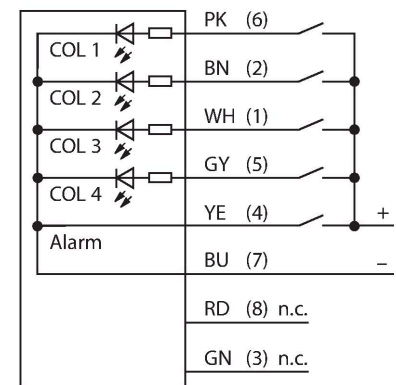 PK (6)
COL 1
BN (2)
COL 2
WH (1)
COL 3
GY (5)
COL 4
YE (4) +
Alarm
BU (7) –
RD (8) n.c.
GN (3) n.c.